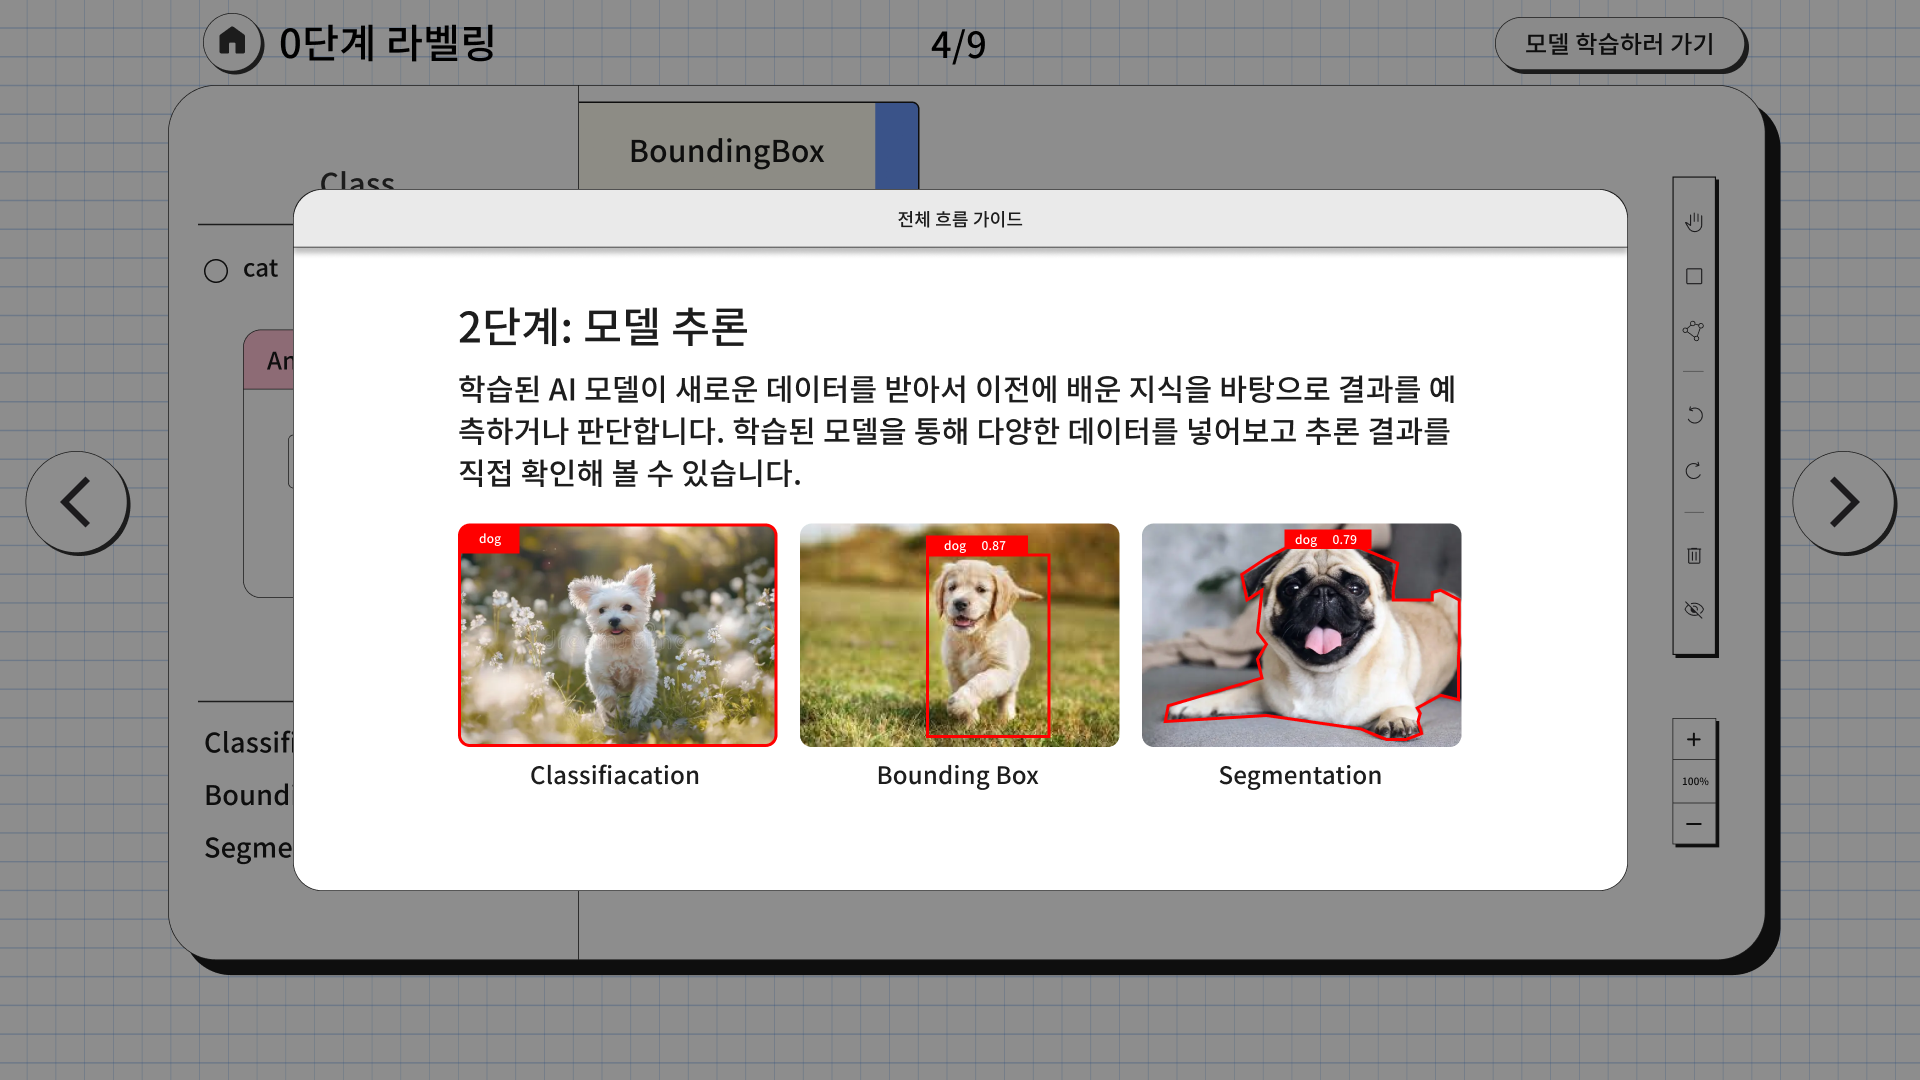 0단계 라벨링
4/9
모델 학습하러 가기
BoundingBox
Class
전체 흐름 가이드
cat
An
2단계: 모델 추론
학습된 AI 모델이 새로운 데이터를 받아서 이전에 배운 지식을 바탕으로 결과를 예
측하거나 판단합니다. 학습된 모델을 통해 다양한 데이터를 넣어보고 추론 결과를
직접 확인해 볼 수 있습니다.
dog
dog 0.87
dog 0.79
Classifiacation
Bounding Box
Segmentation
Classifi
Boundi
Segme
100%